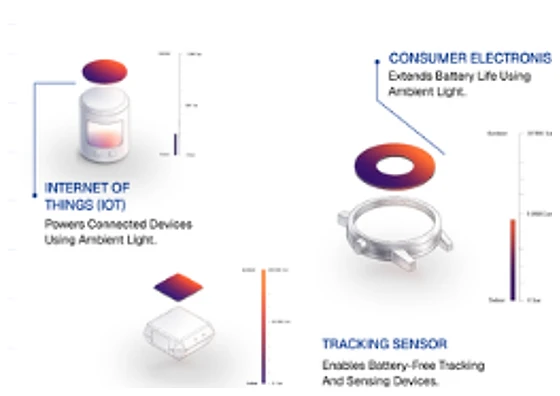 CONSUMER ELECTRONIS
Extends Battery Life Using
Ambient Light.
INTERNET OF
THINGS (IOT)
Powers Connected Devices
Using Ambient Light.
TRACKING SENSOR
Enables Battery-Free Tracking
And Sensing Devices.